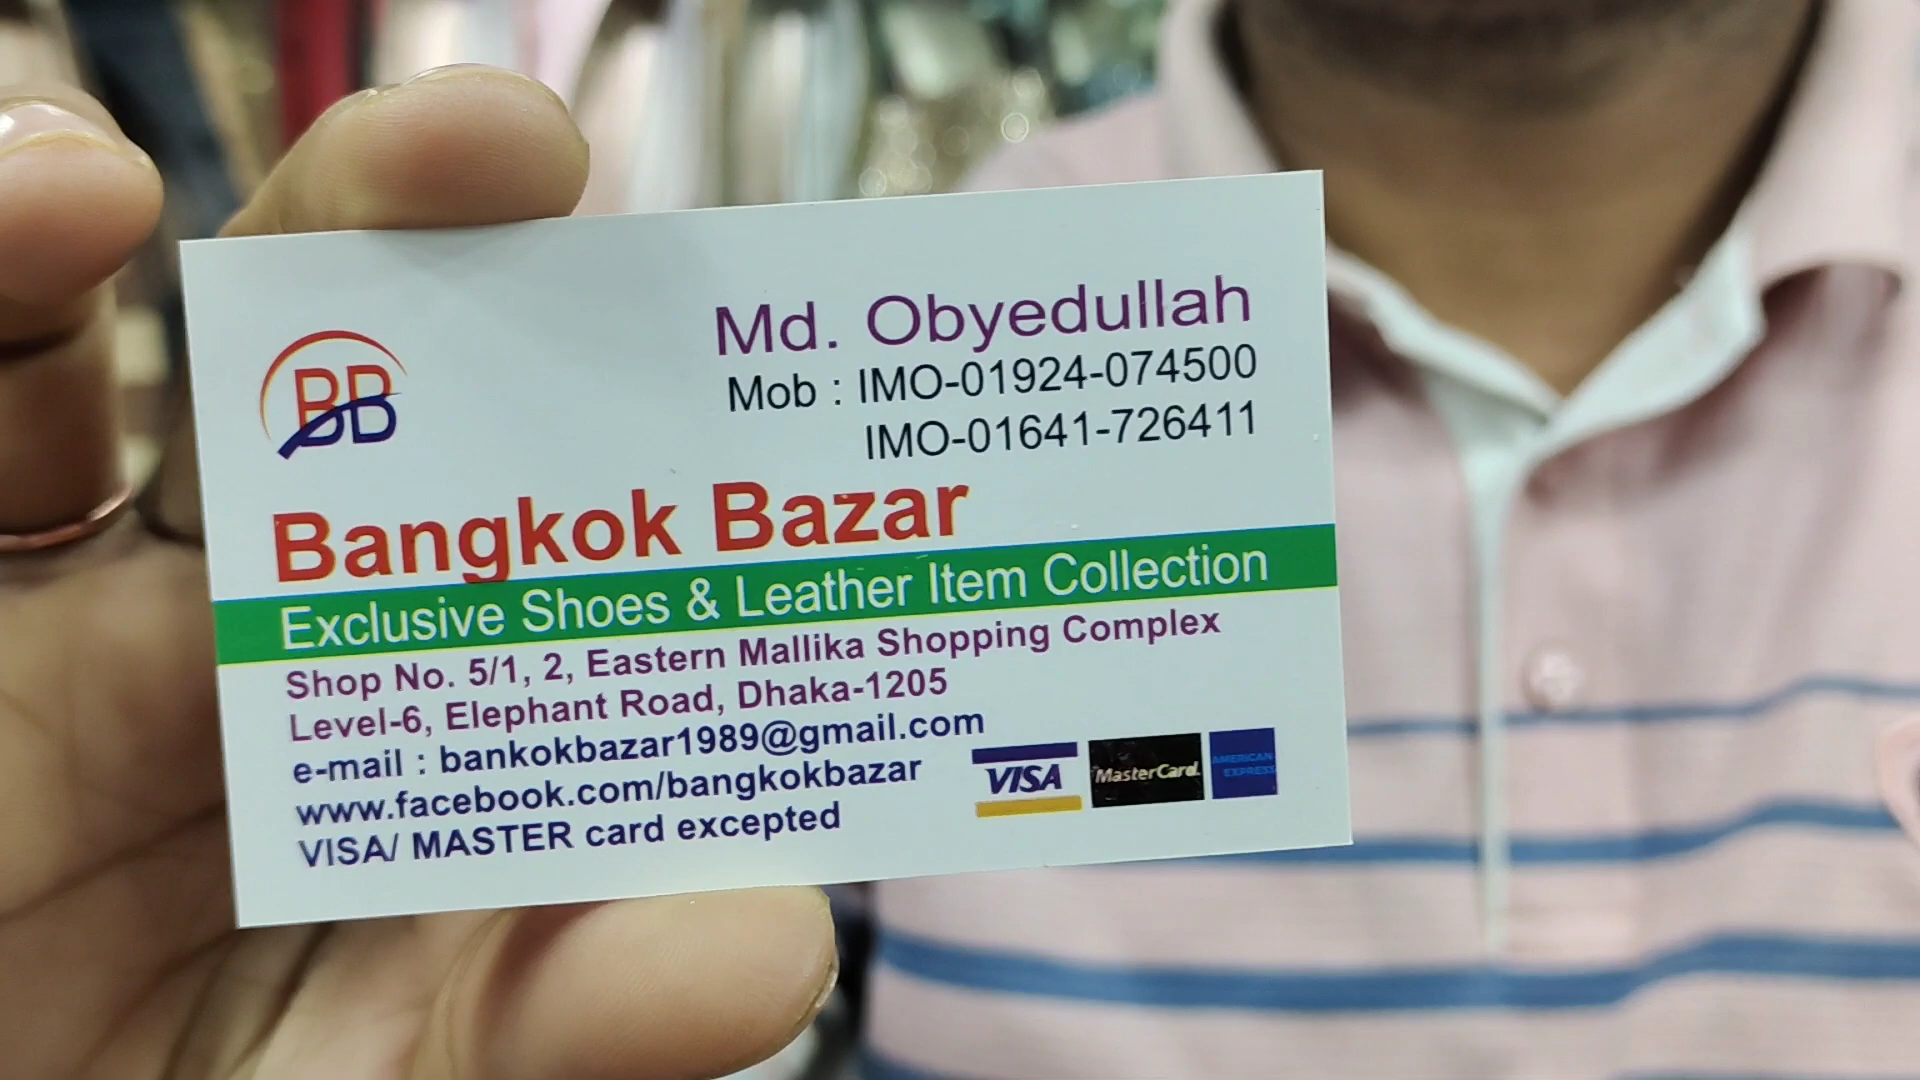 BB
Md. Obyedullah
Mob : IMO-01924-074500
IMO-01641-726411
Bangkok Bazar
Exclusive Shoes & Leather Item Collection
Shop No. 5/1, 2, Eastern Mallika Shopping Complex
Level-6, Elephant Road, Dhaka-1205
e-mail : bankokbazar1989@gmail.com
www.facebook.com/bangkokbazar
VISA/ MASTER card excepted
VISA
MasterCard.
AMERICAN
EXPRESS